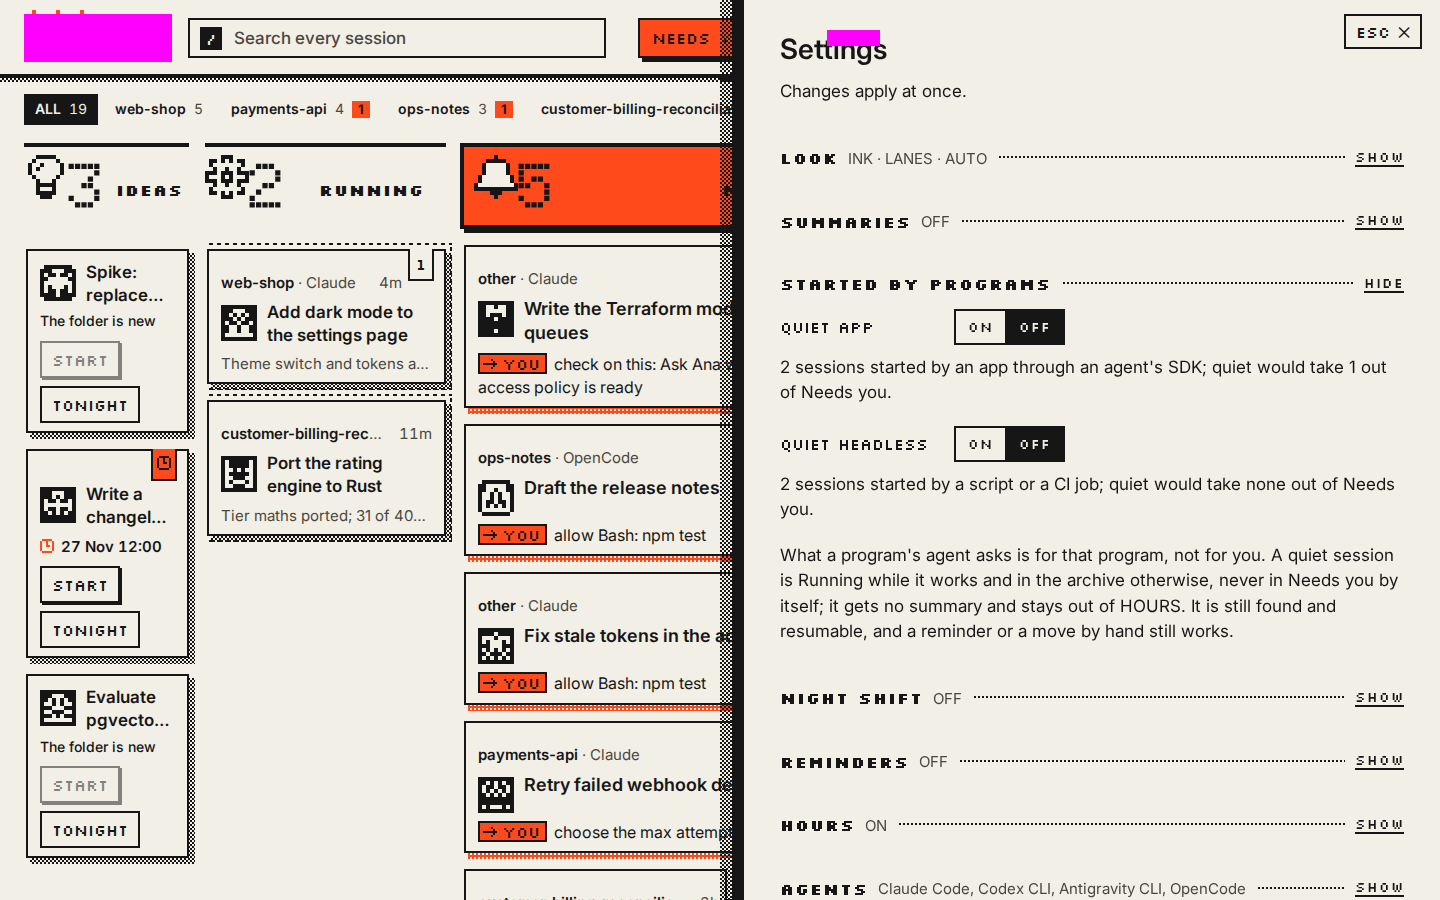 / Search every session
NEEDS
ALL 19 web-shop 5 payments-api 4 1 ops-notes 3 1
3 IDEAS
Spike:
replace...
The folder is new
START
TONIGHT
Write a
changel...
27 Nov 12:00
START
TONIGHT
Evaluate
pgvecto...
The folder is new
START
TONIGHT
2 RUNNING
1
web-shop · Claude 4m
Add dark mode to
the settings page
Theme switch and tokens a...
customer-billing-rec... 11m
Port the rating
engine to Rust
Tier maths ported; 31 of 40...
5
other · Claude
Write the Terraform
queues
→ YOU check on this: Ask Ana
access policy is ready
ops-notes · OpenCode
Draft the release notes
→ YOU allow Bash: npm test
other · Claude
Fix stale tokens in the
→ YOU allow Bash: npm test
payments-api · Claude
Retry failed webhook
→ YOU choose the max
Settings
ESC ×
Changes apply at once.
LOOK INK · LANES · AUTO SHOW
SUMMARIES OFF SHOW
STARTED BY PROGRAMS HIDE
QUIET APP ON OFF
2 sessions started by an app through an agent's SDK; quiet would take 1 out
of Needs you.
QUIET HEADLESS ON OFF
2 sessions started by a script or a CI job; quiet would take none out of Needs
you.
What a program's agent asks is for that program, not for you. A quiet session
is Running while it works and in the archive otherwise, never in Needs you by
itself; it gets no summary and stays out of HOURS. It is still found and
resumable, and a reminder or a move by hand still works.
NIGHT SHIFT OFF SHOW
REMINDERS OFF SHOW
HOURS ON SHOW
AGENTS Claude Code, Codex CLI, Antigravity CLI, OpenCode SHOW